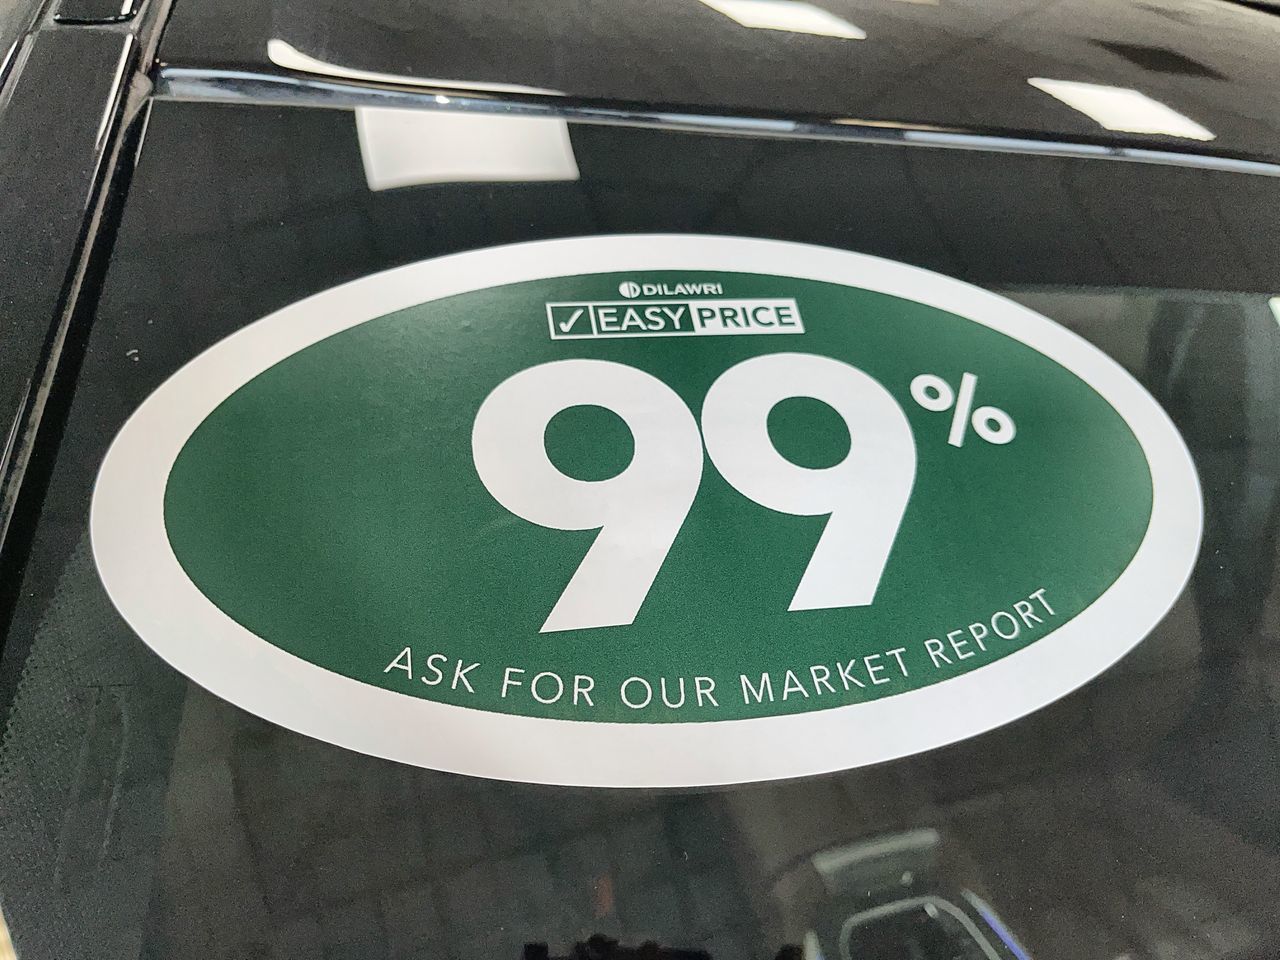 DILAWRI
✓ EASY PRICE
99%
ASK FOR OUR MARKET REPORT